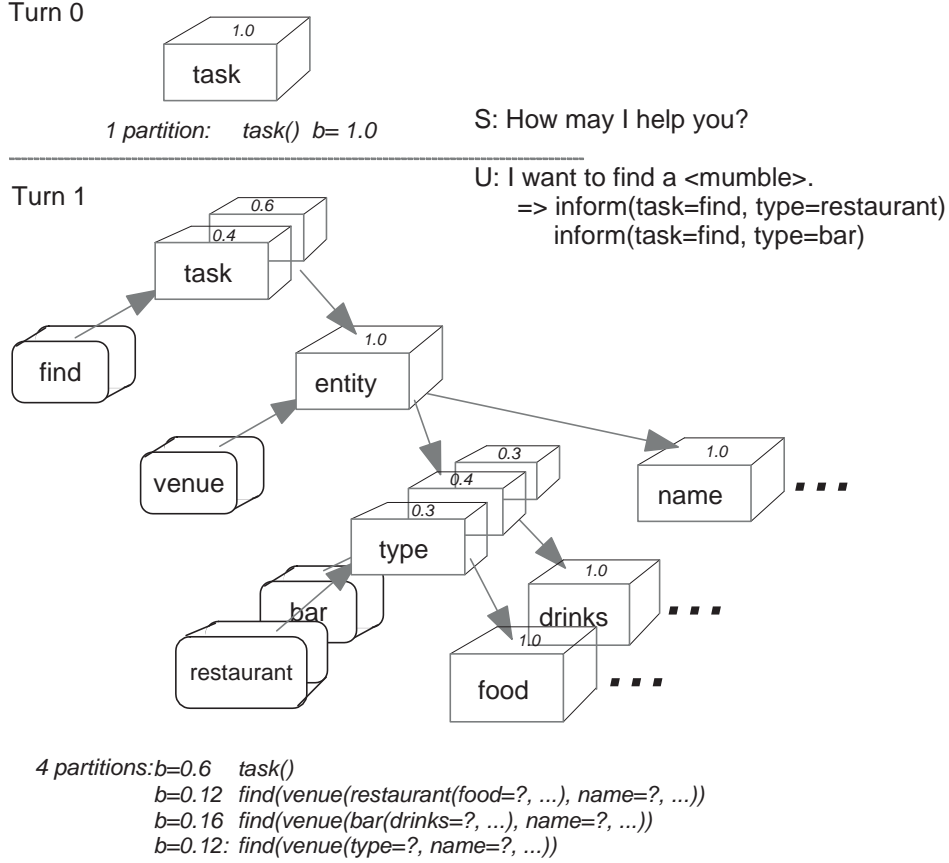 Turn 0
1.0
task
1 partition: task() b= 1.0
S: How may I help you?
Turn 1
U: I want to find a <mumble>.
=> inform(task=find, type=restaurant)
inform(task=find, type=bar)
0.6
0.4
task
find
1.0
entity
venue
0.3
0.4
0.3
type
1.0
name
...
bar
restaurant
1.0
drinks
...
1.0
food
...
4 partitions: b=0.6 task()
b=0.12 find(venue(restaurant(food=?, ...), name=?, ...))
b=0.16 find(venue(bar(drinks=?, ...), name=?, ...))
b=0.12: find(venue(type=?, name=?, ...))